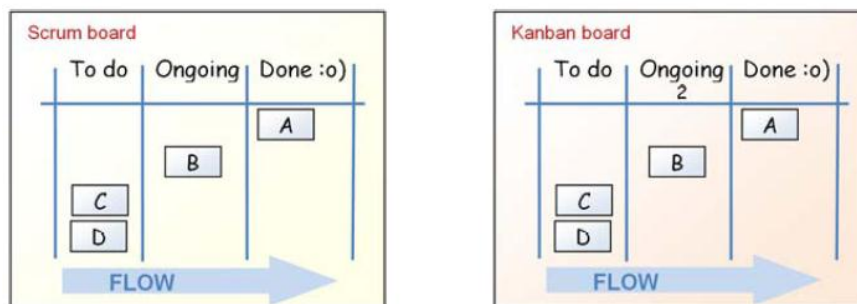 Scrum board
To do Ongoing Done :o)
A
B
C
D
FLOW
Kanban board
To do Ongoing Done :o)
2
A
B
C
D
FLOW